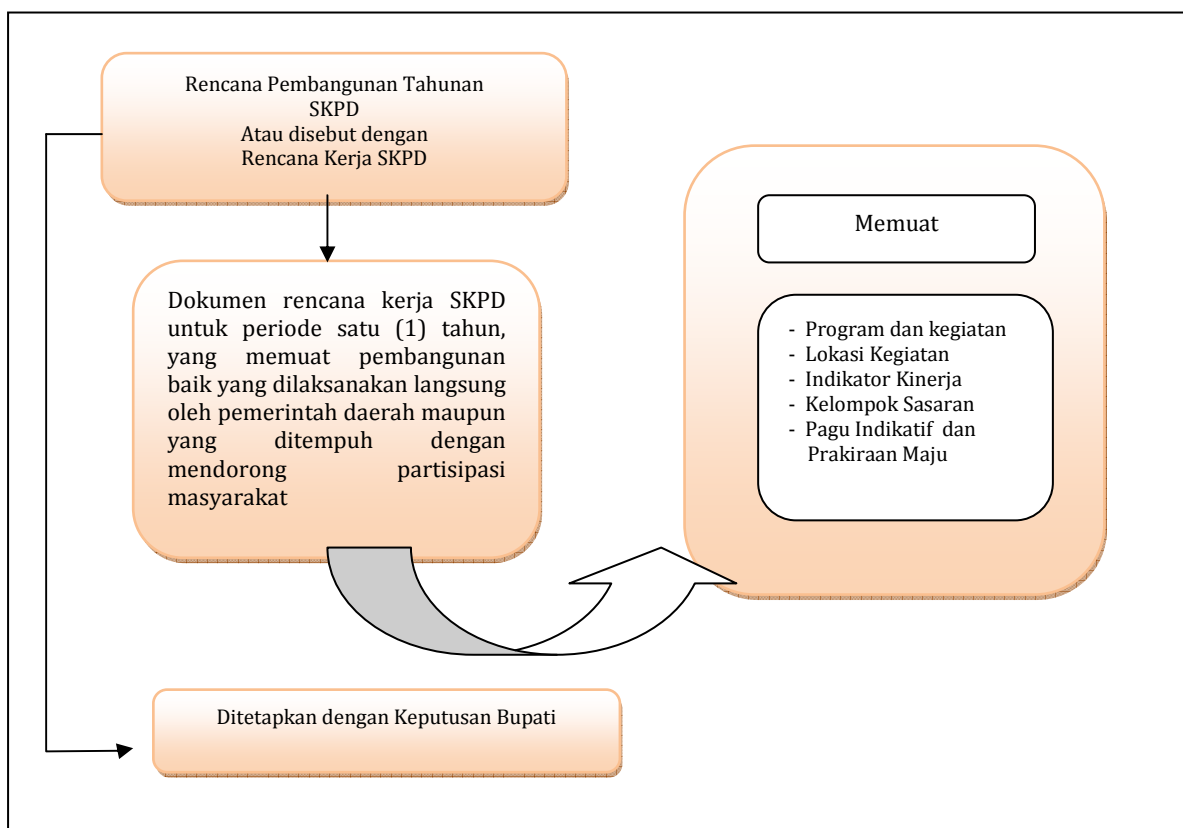 Rencana Pembangunan Tahunan
SKPD
Atau disebut dengan
Rencana Kerja SKPD
Dokumen rencana kerja SKPD
untuk periode satu (1) tahun,
yang memuat pembangunan
baik yang dilaksanakan langsung
oleh pemerintah daerah maupun
yang ditempuh dengan
mendorong partisipasi
masyarakat
Memuat
- Program dan kegiatan
- Lokasi Kegiatan
- Indikator Kinerja
- Kelompok Sasaran
- Pagu Indikatif dan
Prakiraan Maju
Ditetapkan dengan Keputusan Bupati